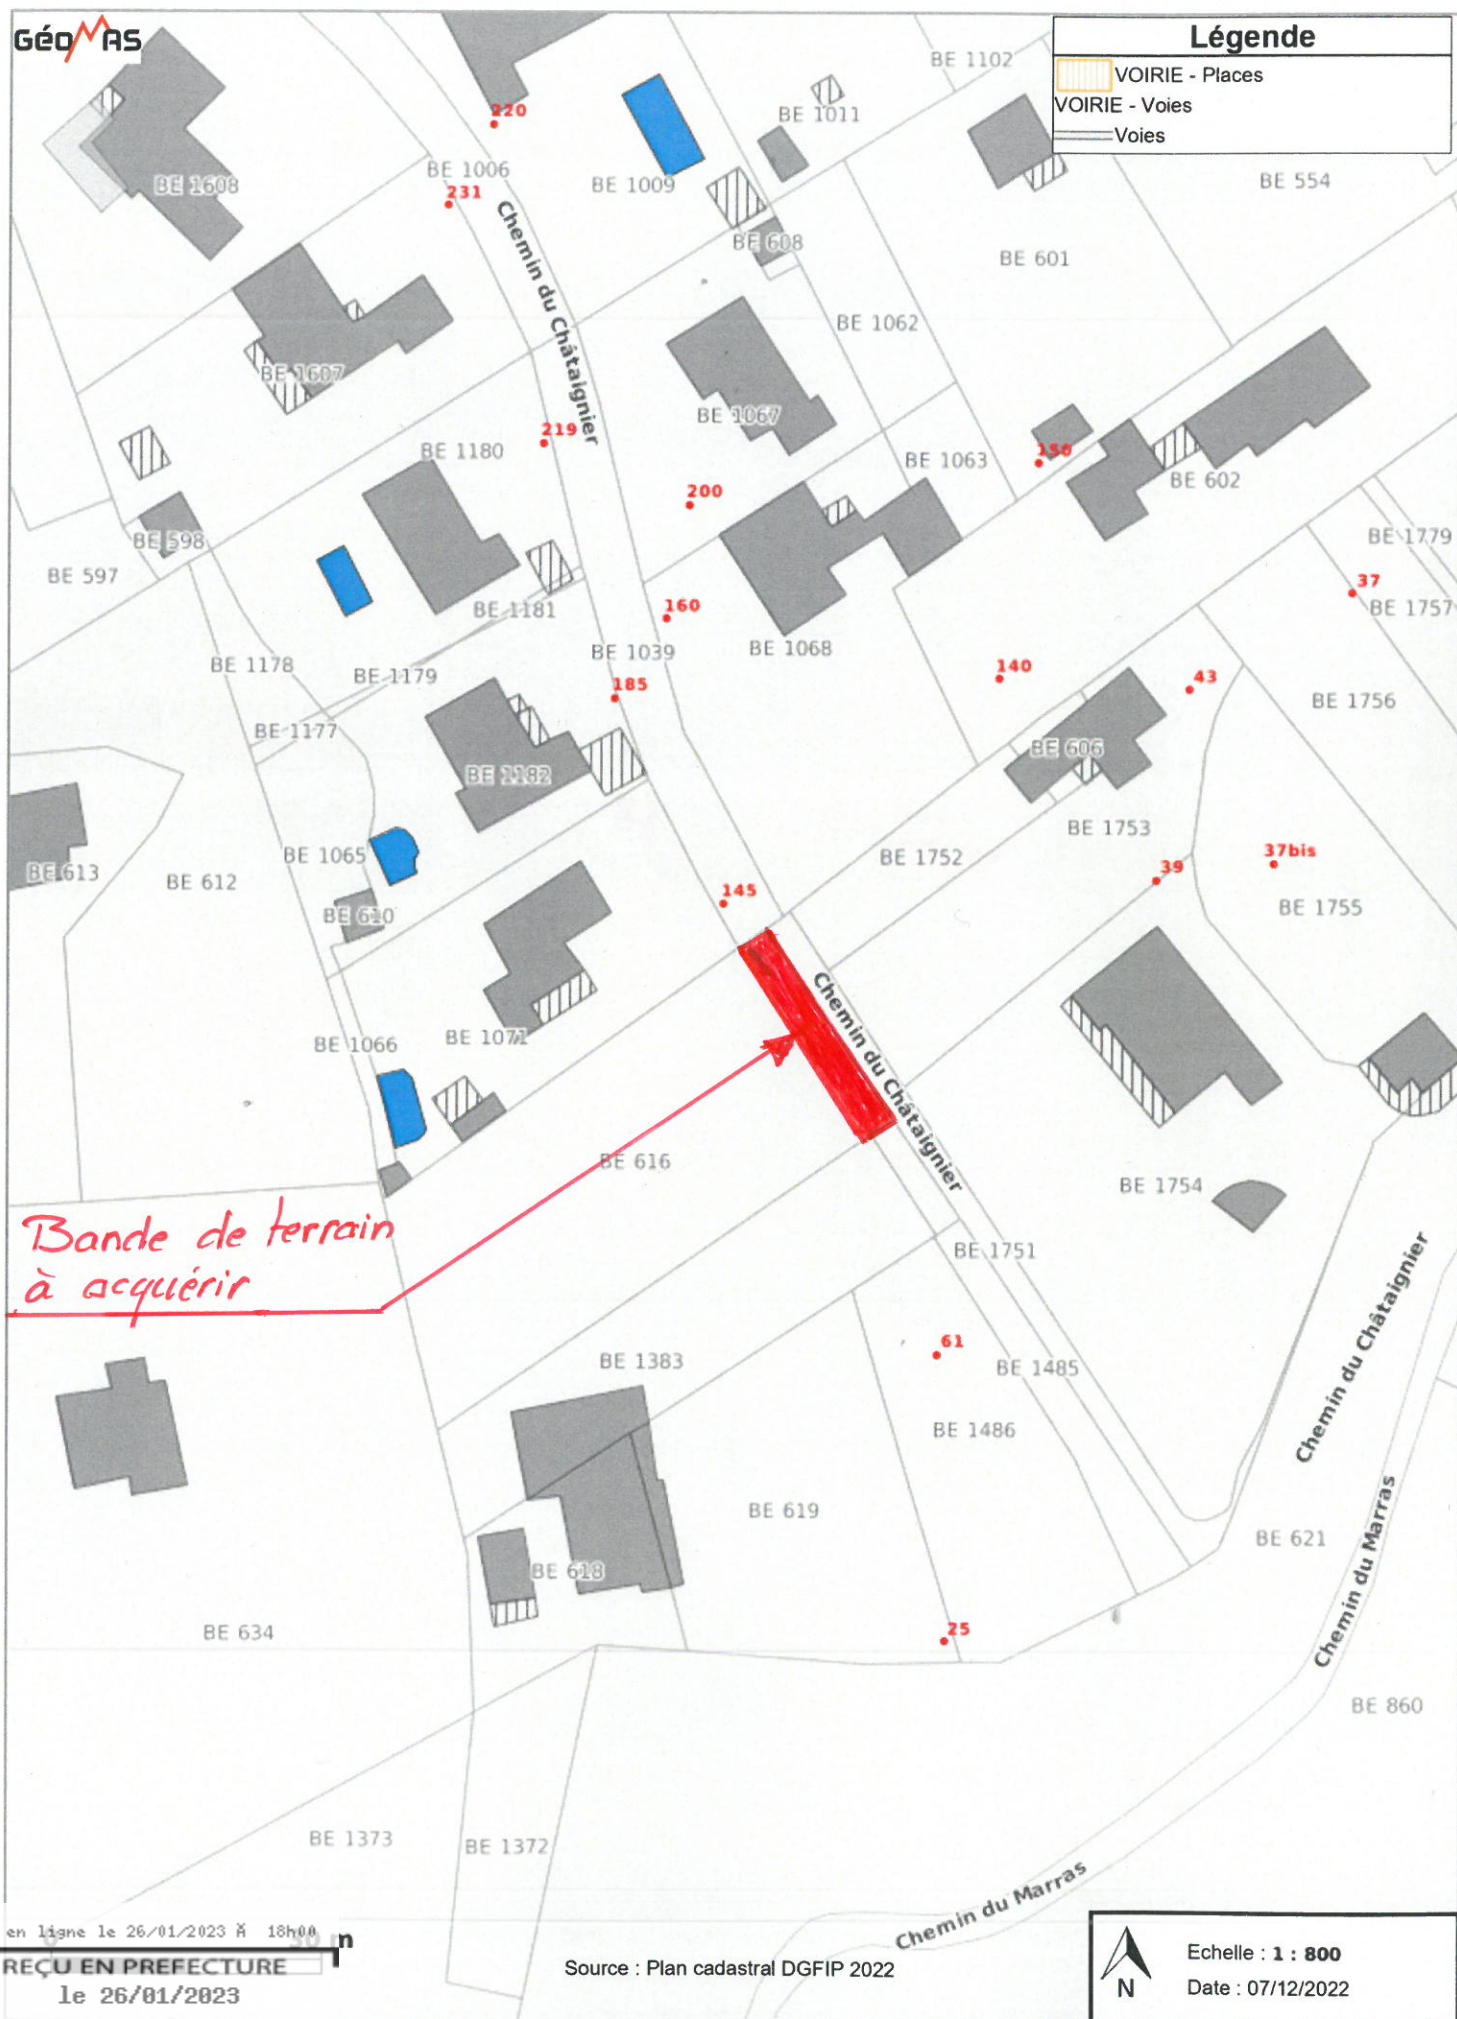 GéoMAS
Légende
VOIRIE - Places
VOIRIE - Voies
Voies
BE 1102
BE 1011
220
BE 1006
231
BE 1009
BE 1608
BE 554
BE 608
BE 601
Chemin du Châtaignier
BE 1062
BE 1607
BE 1067
219
BE 1180
BE 1063
150
BE 602
200
BE 598
BE 597
BE 1779
37
BE 1757
BE 1181
160
BE 1039
BE 1068
BE 1178
BE 1179
185
140
43
BE 1756
BE 1177
BE 606
BE 1182
BE 1753
BE 1065
BE 1752
37bis
BE 613
BE 612
39
145
BE 610
BE 1755
Chemin du Châtaignier
BE 1066
BE 1071
BE 616
BE 1754
Bande de terrain
à acquérir
BE 1751
Chemin du Châtaignier
61
BE 1383
BE 1485
BE 1486
BE 619
BE 621
Chemin du Marras
BE 618
BE 634
25
BE 860
BE 1373
BE 1372
Chemin du Marras
en ligne le 26/01/2023 À 18h00
30 m
REÇU EN PREFECTURE
le 26/01/2023
Source : Plan cadastral DGFIP 2022
N
Echelle : 1 : 800
Date : 07/12/2022